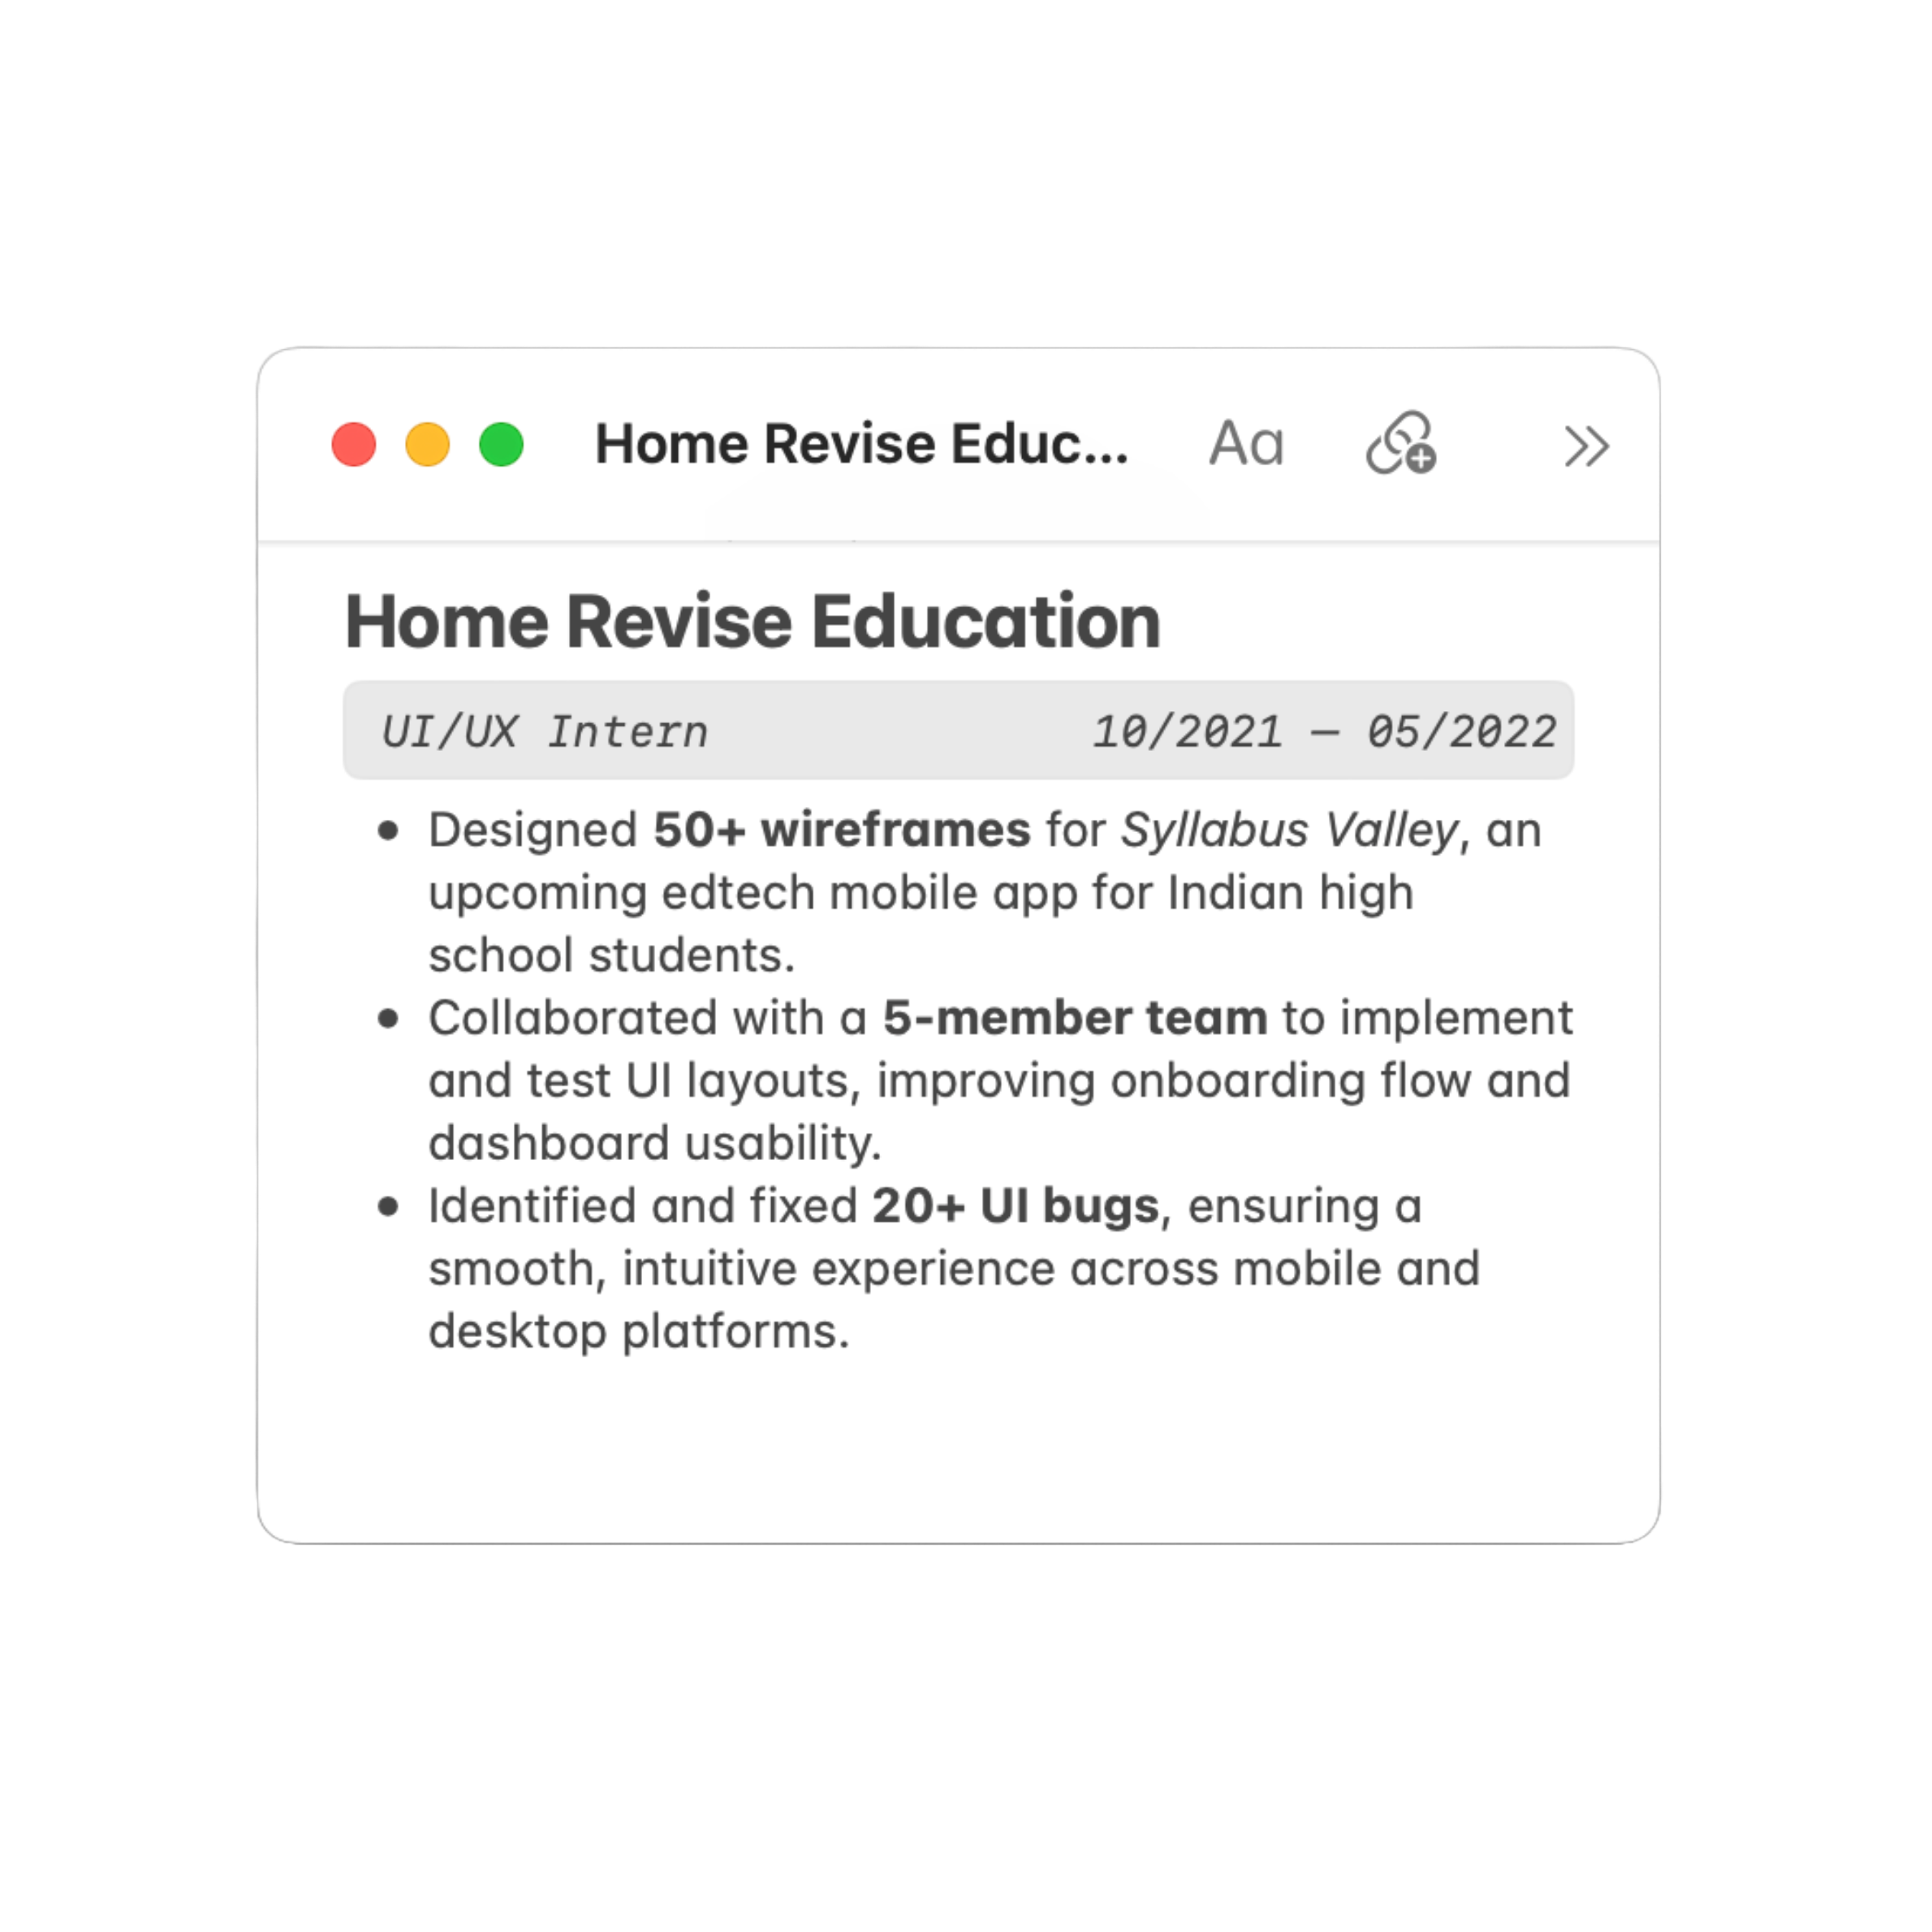 Home Revise Educ...
Aa
Home Revise Education
UI/UX Intern 10/2021 — 05/2022
• Designed 50+ wireframes for Syllabus Valley, an
upcoming edtech mobile app for Indian high
school students.
• Collaborated with a 5-member team to implement
and test UI layouts, improving onboarding flow and
dashboard usability.
• Identified and fixed 20+ UI bugs, ensuring a
smooth, intuitive experience across mobile and
desktop platforms.